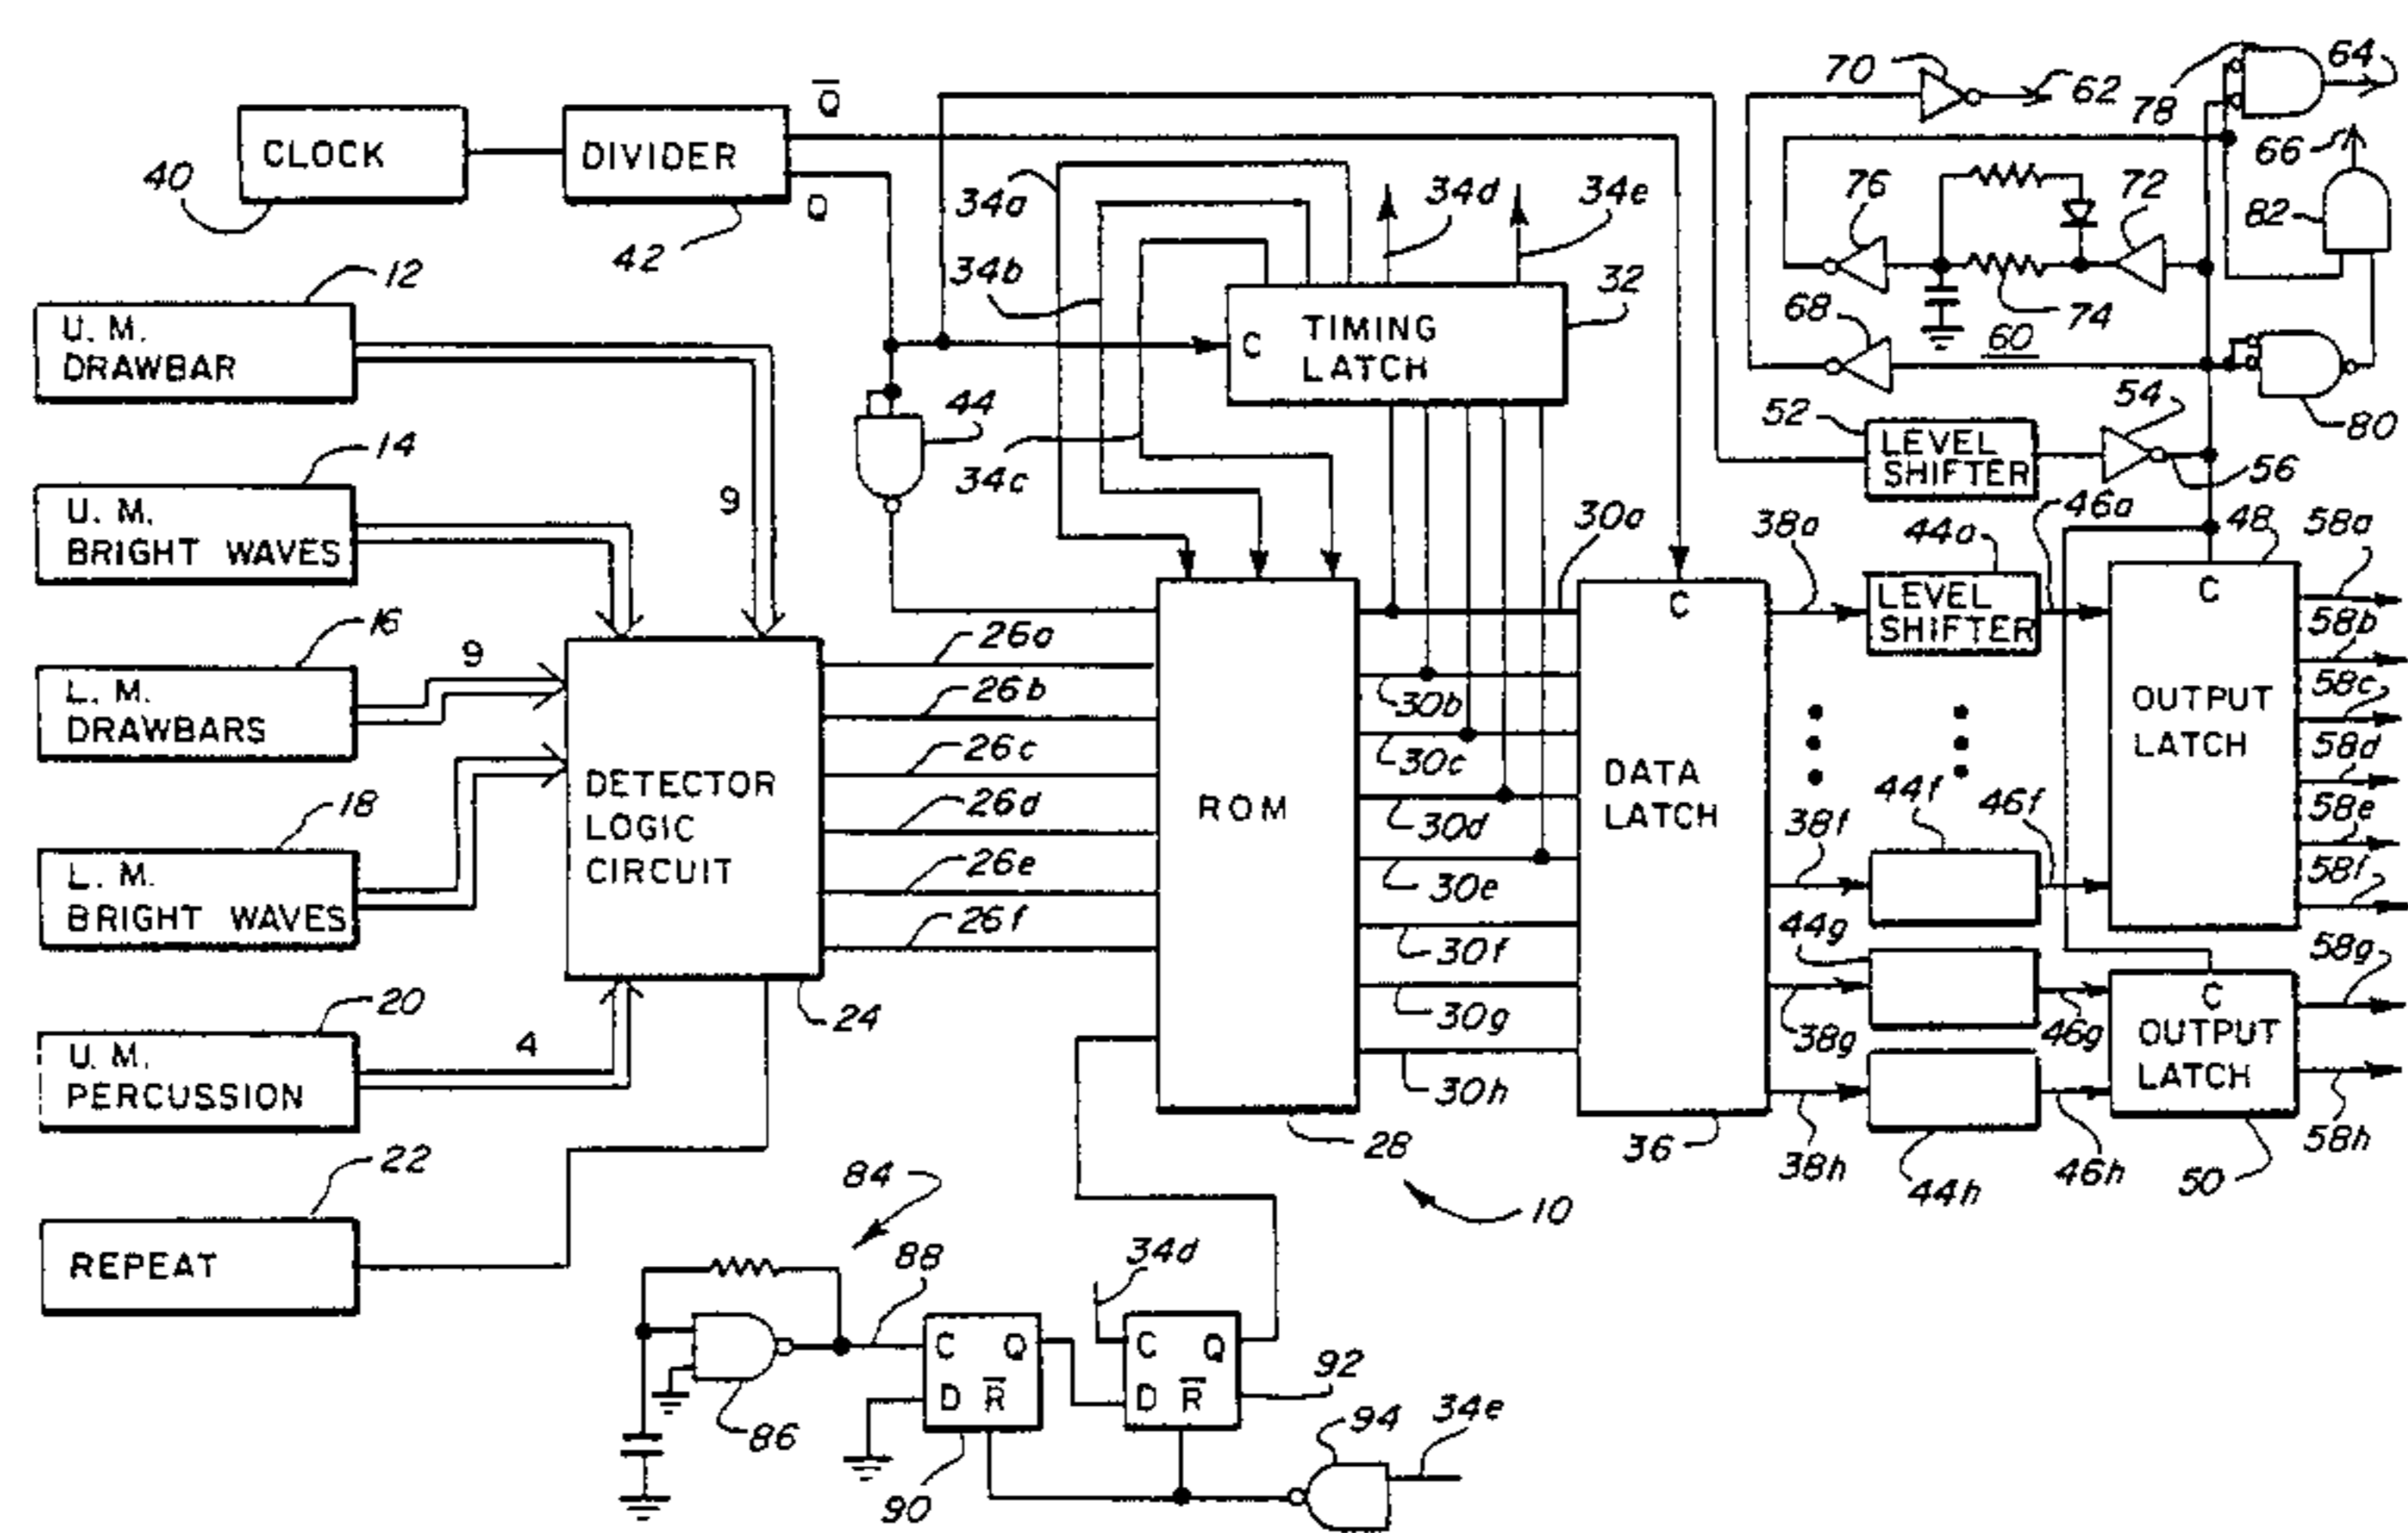 CLOCK
40
DIVIDER
42
Q̅
Q
12
U. M.
DRAWBAR
9
14
U. M.
BRIGHT WAVES
16
L. M.
DRAWBARS
9
18
L. M.
BRIGHT WAVES
20
U. M.
PERCUSSION
4
22
REPEAT
DETECTOR
LOGIC
CIRCUIT
24
26a
26b
26c
26d
26e
26f
44
34a
34b
34c
34d
34e
C
TIMING
LATCH
32
ROM
28
10
30a
30b
30c
30d
30e
30f
30g
30h
C
DATA
LATCH
36
38a
38f
38g
38h
44a
LEVEL
SHIFTER
44f
44g
44h
46a
46f
46g
46h
48
C
OUTPUT
LATCH
C
OUTPUT
LATCH
50
58a
58b
58c
58d
58e
58f
58g
58h
52
LEVEL
SHIFTER
54
56
60
62
64
66
68
70
72
74
76
78
80
82
84
86
88
C
Q
D
R̅
90
34d
C
Q
D
R̅
92
94
34e